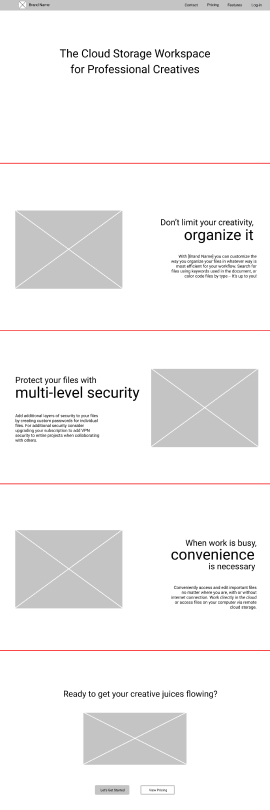 Brand Name
Contact Pricing Features Log-in
The Cloud Storage Workspace
for Professional Creatives
Don't limit your creativity,
organize it
With [Brand Name] you can customize the
way you organize your files in whatever way is
most efficient for your workflow. Search for
files using keywords used in the document, or
color code files by type - it's up to you!
Protect your files with
multi-level security
Add additional layers of security to your files
by creating custom passwords for individual
files. For additional security consider
upgrading your subscription to add VPN
security to entire projects when collaborating
with others.
When work is busy,
convenience
is necessary
Conveniently access and edit important files
no matter where you are, with or without
internet connection. Work directly in the cloud
or access files on your computer via remote
cloud storage.
Ready to get your creative juices flowing?
Let's Get Started
View Pricing